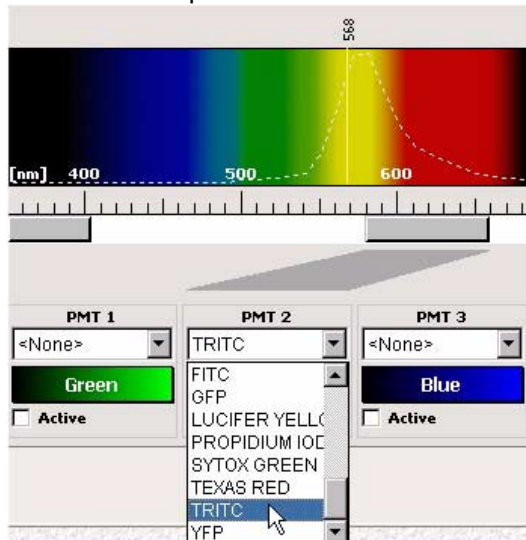 568
[nm] 400 500 600
PMT 1 PMT 2 PMT 3
<None> TRITC <None>
Green Blue
Active Active
FITC
GFP
LUCIFER YELLO
PROPIDIUM IOD
SYTOX GREEN
TEXAS RED
TRITC
YFP